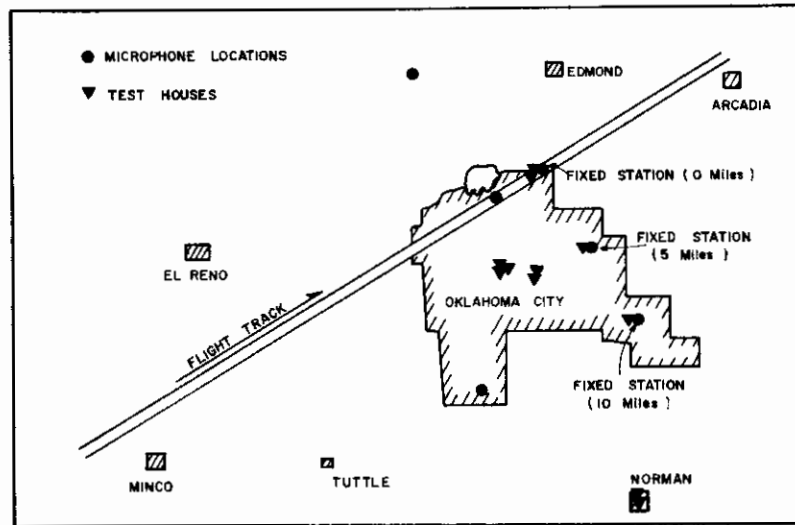 MICROPHONE LOCATIONS
TEST HOUSES
EDMOND
ARCADIA
FIXED STATION (0 Miles)
FIXED STATION
(5 Miles)
EL RENO
OKLAHOMA CITY
FLIGHT TRACK
FIXED STATION
(10 Miles)
MINCO
TUTTLE
NORMAN